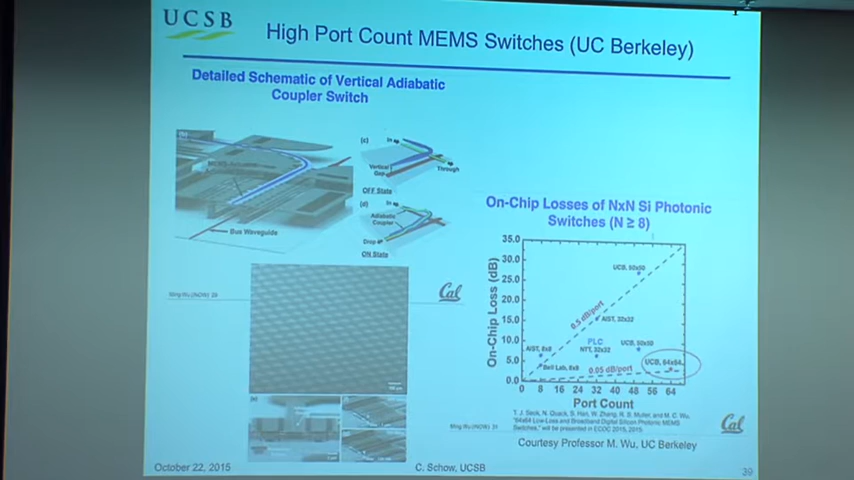 UCSB
High Port Count MEMS Switches (UC Berkeley)
Detailed Schematic of Vertical Adiabatic
Coupler Switch
(c)
In
Vertical
Gap
Through
OFF State
Bus Waveguide
(d)
In
Adiabatic
Coupler
Drop
ON State
Cal
On-Chip Losses of NxN Si Photonic
Switches (N ≥ 8)
On-Chip Loss (dB)
35.0
30.0
25.0
20.0
15.0
10.0
5.0
0.0
UCB, 50x50
0.5 dB/port
AIST, 32x32
PLC
NTT, 32x32
UCB, 50x50
AIST, 8x8
Bell Lab, 8x8
0.05 dB/port
UCB, 64x64
0 8 16 24 32 40 48 56 64
Port Count
T. J. Seok, N. Quack, S. Han, W. Zhang, R. S. Muller, and M. C. Wu,
"64x64 Low-Loss and Broadband Digital Silicon Photonic MEMS
Switches," will be presented in ECOC 2015, 2015.
Cal
Courtesy Professor M. Wu, UC Berkeley
October 22, 2015
C. Schow, UCSB
39